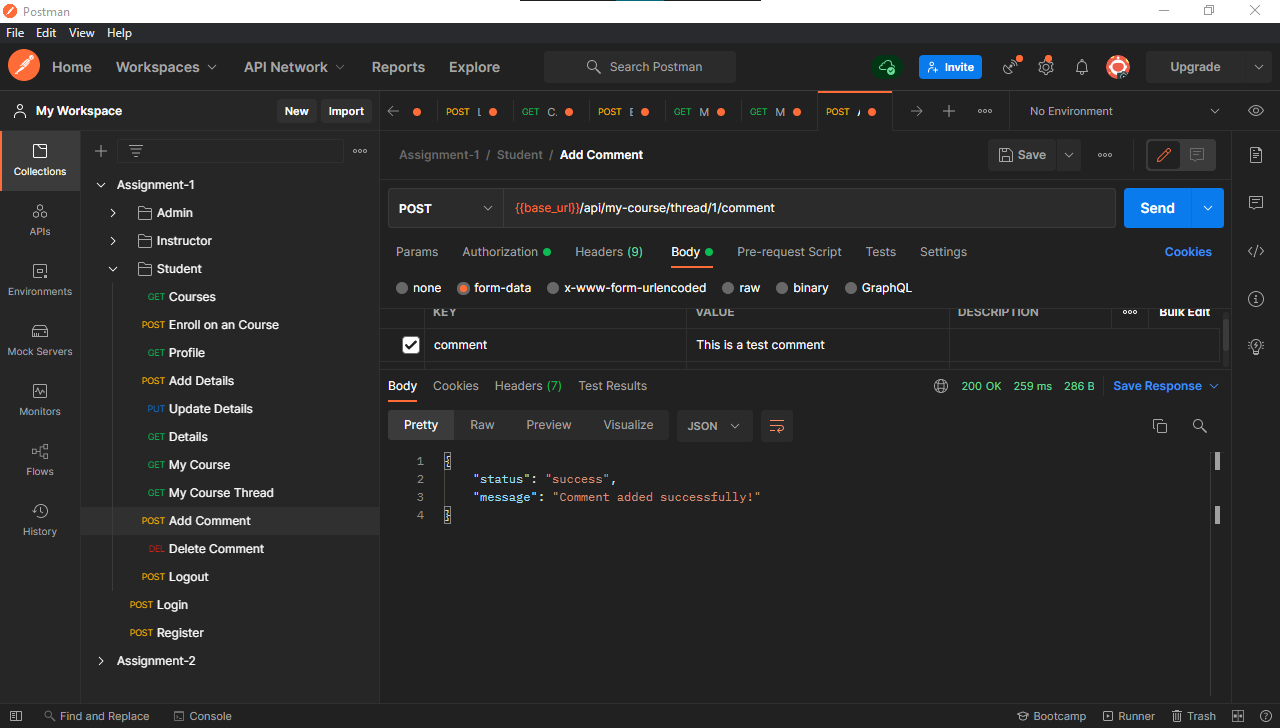 Postman
File Edit View Help
Home Workspaces API Network Reports Explore Search Postman Invite Upgrade
My Workspace New Import
POST L GET C. POST E GET M GET M POST No Environment
Collections
APIs
Environments
Mock Servers
Monitors
Flows
History
Assignment-1
Admin
Instructor
Student
GET Courses
POST Enroll on an Course
GET Profile
POST Add Details
PUT Update Details
GET Details
GET My Course
GET My Course Thread
POST Add Comment
DEL Delete Comment
POST Logout
POST Login
POST Register
Assignment-2
Assignment-1 / Student / Add Comment Save
POST {{base_url}}/api/my-course/thread/1/comment Send
Params Authorization Headers (9) Body Pre-request Script Tests Settings Cookies
none form-data x-www-form-urlencoded raw binary GraphQL
KEY VALUE DESCRIPTION Bulk Edit
comment This is a test comment
Body Cookies Headers (7) Test Results 200 OK 259 ms 286 B Save Response
Pretty Raw Preview Visualize JSON
1 {
2 "status": "success",
3 "message": "Comment added successfully!"
4 }
Find and Replace Console Bootcamp Runner Trash